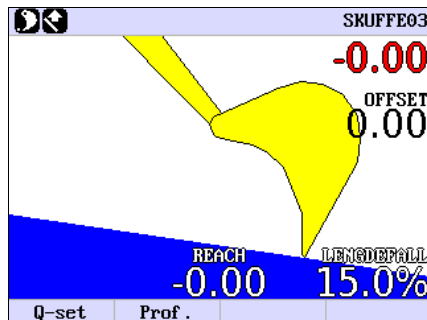 SKUFFE03
-0.00
OFFSET
0.00
REACH
-0.00
LENGDEFALL
15.0%
Q-set
Prof.